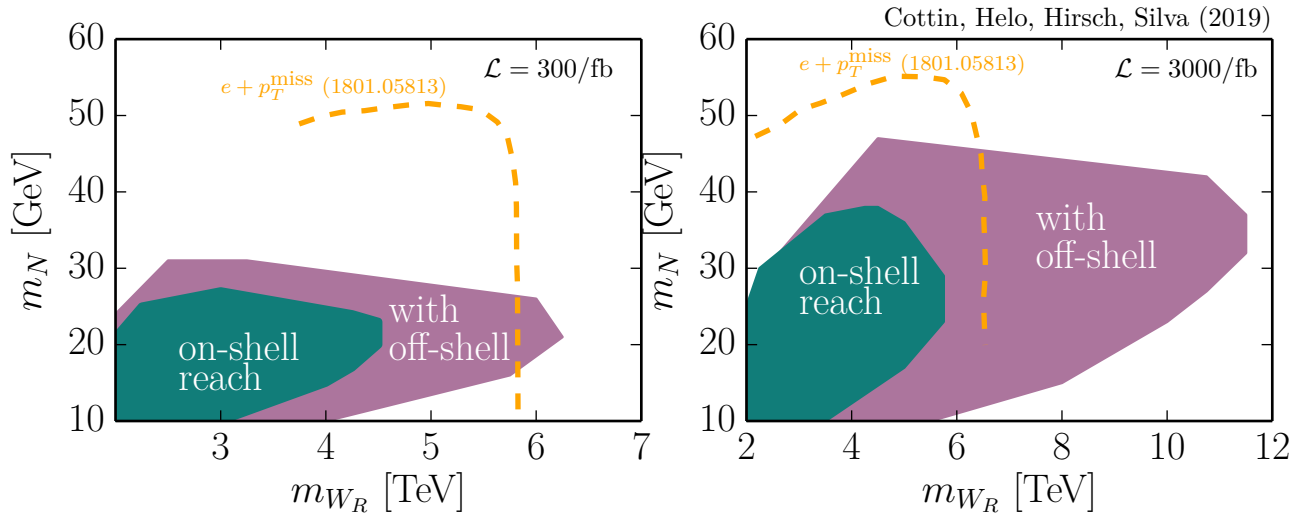 Cottin, Helo, Hirsch, Silva (2019)
60
50
40
30
20
10
m_N [GeV]
e + p_T^miss (1801.05813)
ℒ = 300/fb
with
off-shell
on-shell
reach
3 4 5 6 7
m_{W_R} [TeV]
60
50
40
30
20
10
m_N [GeV]
e + p_T^miss (1801.05813)
ℒ = 3000/fb
with
off-shell
on-shell
reach
2 4 6 8 10 12
m_{W_R} [TeV]